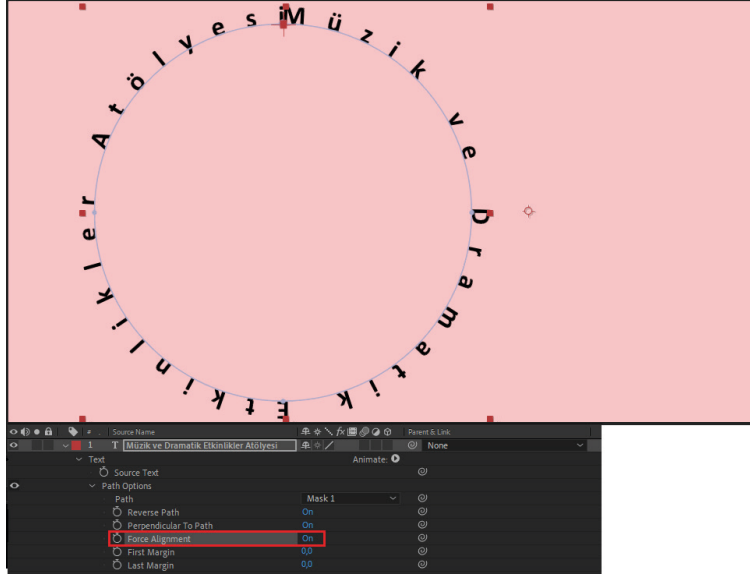 Müzik ve Dramatik Etkinlikler Atölyesi
# . Source Name Parent & Link
1 T Müzik ve Dramatik Etkinlikler Atölyesi None
Text Animate:
Source Text
Path Options
Path Mask 1
Reverse Path On
Perpendicular To Path On
Force Alignment On
First Margin 0,0
Last Margin 0,0